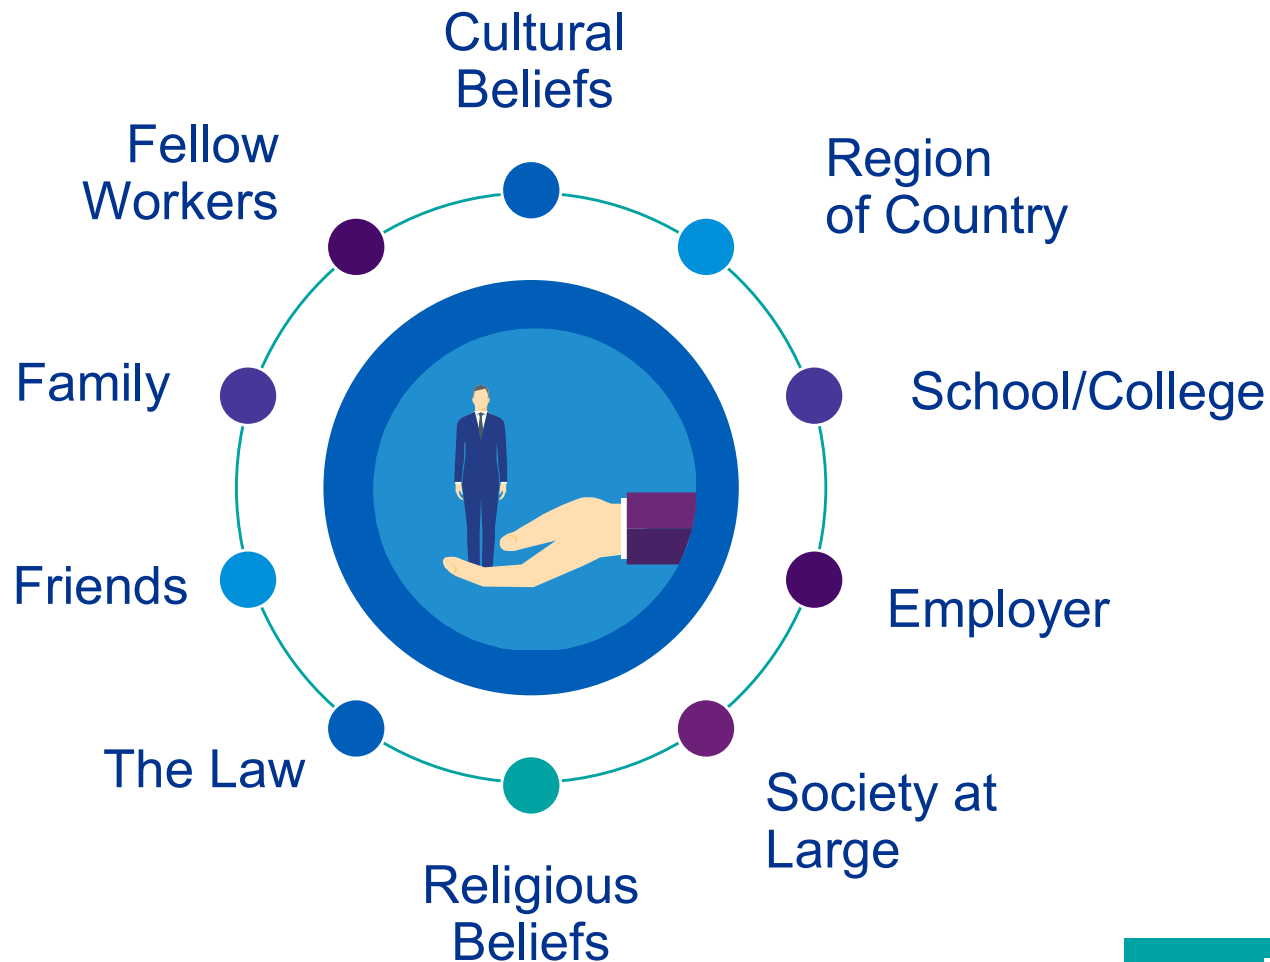 Cultural
Beliefs
Region
of Country
School/College
Employer
Society at
Large
Religious
Beliefs
The Law
Friends
Family
Fellow
Workers